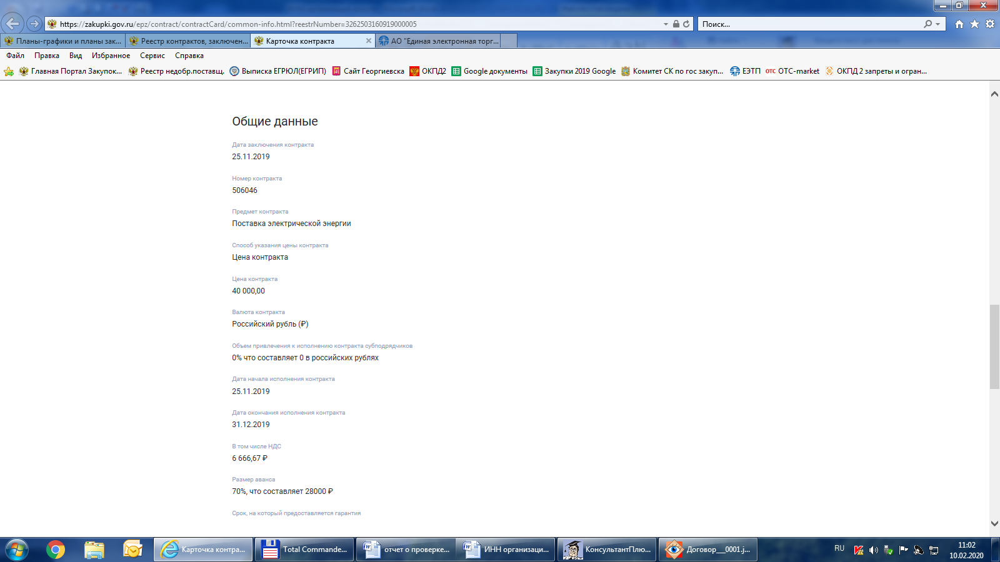 https://zakupki.gov.ru/epz/contract/contractCard/common-info.html?reestrNumber=3262503160919000005
Поиск...
Планы-графики и планы зак...
Реестр контрактов, заключен...
Карточка контракта
АО "Единая электронная торг...
Файл Правка Вид Избранное Сервис Справка
Главная Портал Закупок... Реестр недобр.поставщ. Выписка ЕГРЮЛ(ЕГРИП) Сайт Георгиевска ОКПД2 Google документы Закупки 2019 Google Комитет СК по гос закуп... ЕЭТП OTC OTC-market ОКПД 2 запреты и огран...
Общие данные
Дата заключения контракта
25.11.2019
Номер контракта
506046
Предмет контракта
Поставка электрической энергии
Способ указания цены контракта
Цена контракта
Цена контракта
40 000,00
Валюта контракта
Российский рубль (₽)
Объем привлечения к исполнению контракта субподрядчиков
0% что составляет 0 в российских рублях
Дата начала исполнения контракта
25.11.2019
Дата окончания исполнения контракта
31.12.2019
В том числе НДС
6 666,67 ₽
Размер аванса
70%, что составляет 28000 ₽
Срок, на который предоставляется гарантия
Карточка контра...
Total Commande...
отчет о проверке...
ИНН организаци...
КонсультантПлю...
Договор___0001.j...
RU
11:02
10.02.2020